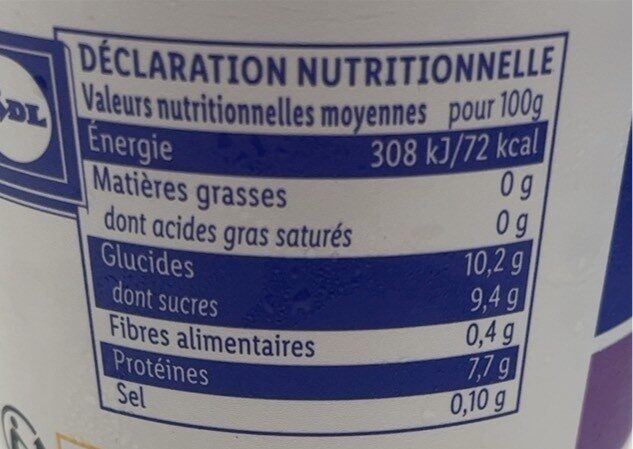 DÉCLARATION NUTRITIONNELLE
Valeurs nutritionnelles moyennes pour 100g
Énergie 308 kJ/72 kcal
Matières grasses 0 g
dont acides gras saturés 0 g
Glucides 10,2 g
dont sucres 9,4 g
Fibres alimentaires 0,4 g
Protéines 7,7 g
Sel 0,10 g